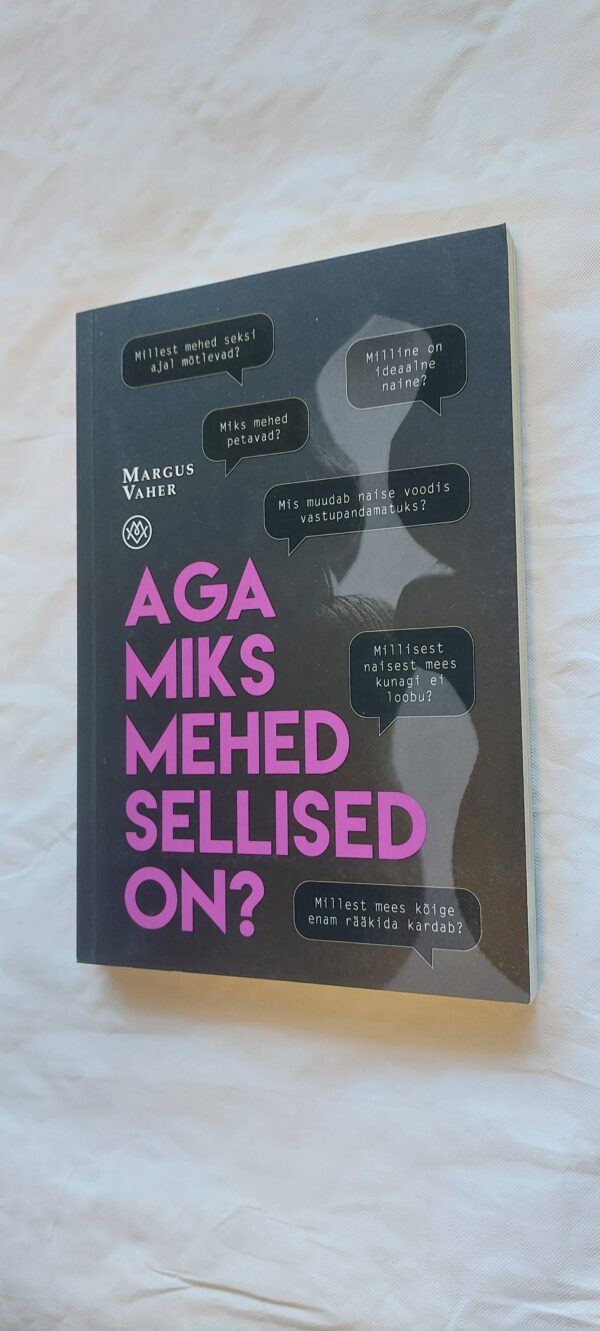 Millest mehed seksi
ajal mõtlevad?
Milline on
ideaalne
naine?
Miks mehed
petavad?
MARGUS
VAHER
Mis muudab naise voodis
vastupandamatuks?
AGA
MIKS
MEHED
SELLISED
ON?
Millisest
naisest mees
kunagi ei
loobu?
Millest mees kõige
enam rääkida kardab?